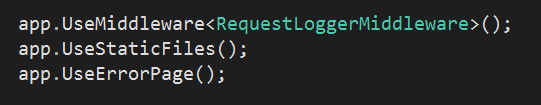 app.UseMiddleware<RequestLoggerMiddleware>();
app.UseStaticFiles();
app.UseErrorPage();